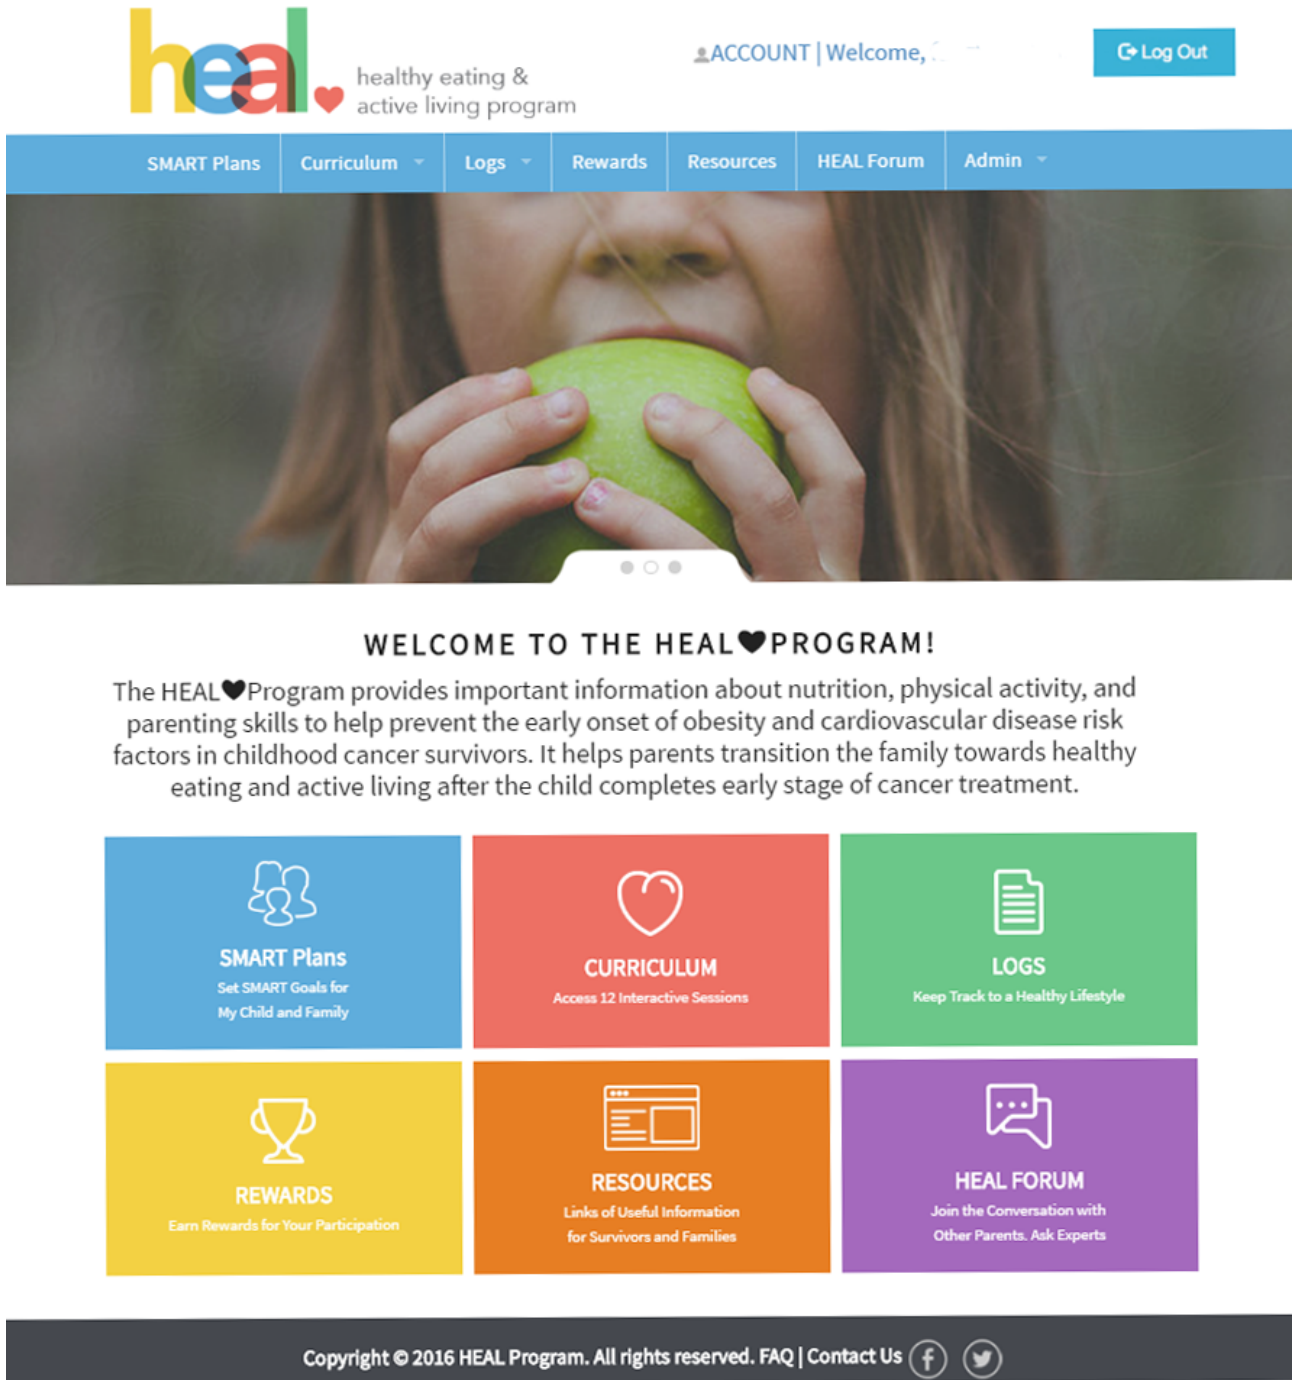 heal
healthy eating &
active living program
ACCOUNT | Welcome,
Log Out
SMART Plans
Curriculum
Logs
Rewards
Resources
HEAL Forum
Admin
WELCOME TO THE HEAL♥PROGRAM!
The HEAL♥Program provides important information about nutrition, physical activity, and
parenting skills to help prevent the early onset of obesity and cardiovascular disease risk
factors in childhood cancer survivors. It helps parents transition the family towards healthy
eating and active living after the child completes early stage of cancer treatment.
SMART Plans
Set SMART Goals for
My Child and Family
CURRICULUM
Access 12 Interactive Sessions
LOGS
Keep Track to a Healthy Lifestyle
REWARDS
Earn Rewards for Your Participation
RESOURCES
Links of Useful Information
for Survivors and Families
HEAL FORUM
Join the Conversation with
Other Parents. Ask Experts
Copyright © 2016 HEAL Program. All rights reserved. FAQ | Contact Us